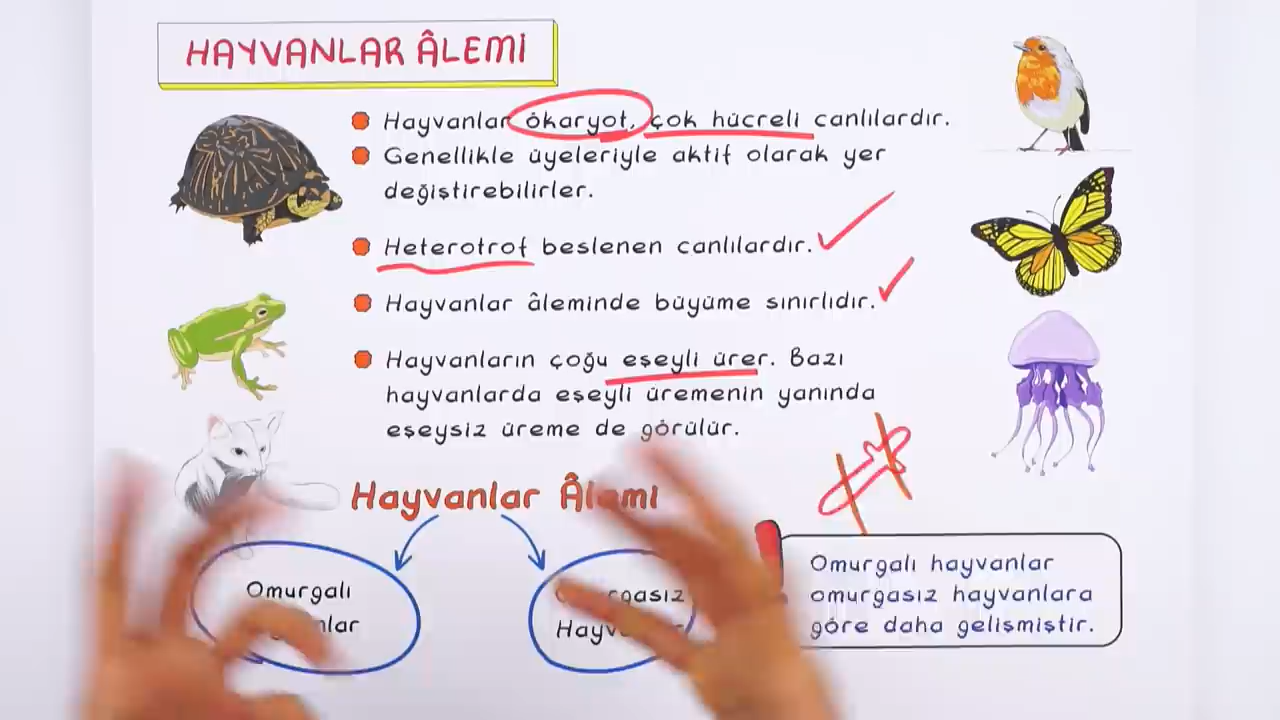 HAYVANLAR ÂLEMİ
Hayvanlar ökaryot, çok hücreli canlılardır.
Genellikle üyeleriyle aktif olarak yer
değiştirebilirler.
Heterotrof beslenen canlılardır.
Hayvanlar âleminde büyüme sınırlıdır.
Hayvanların çoğu eşeyli ürer. Bazı
hayvanlarda eşeyli üremenin yanında
eşeysiz üreme de görülür.
Hayvanlar Âlemi
Omurgalı
Omurgalı hayvanlar
omurgasız hayvanlara
göre daha gelişmiştir.